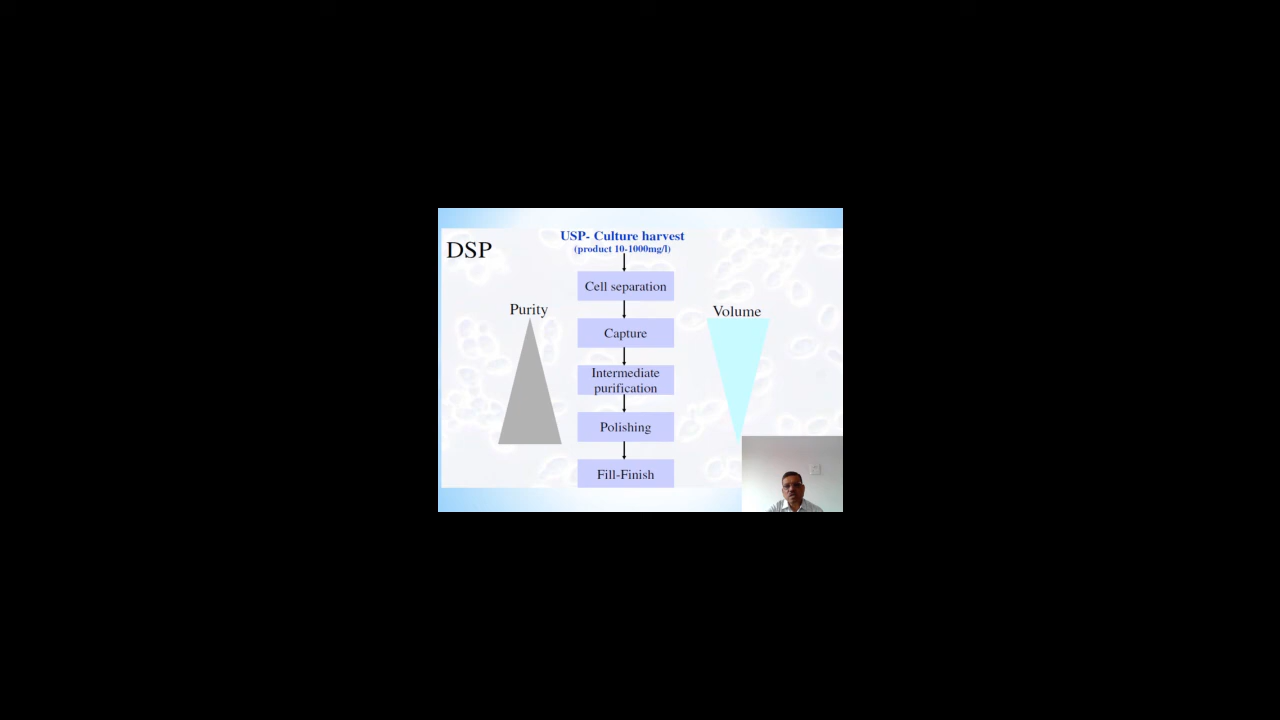 DSP
USP- Culture harvest
(product 10-1000mg/l)
Cell separation
Purity
Volume
Capture
Intermediate
purification
Polishing
Fill-Finish